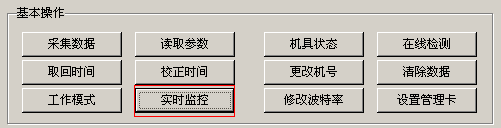 基本操作
采集数据 读取参数 机具状态 在线检测
取回时间 校正时间 更改机号 清除数据
工作模式 实时监控 修改波特率 设置管理卡